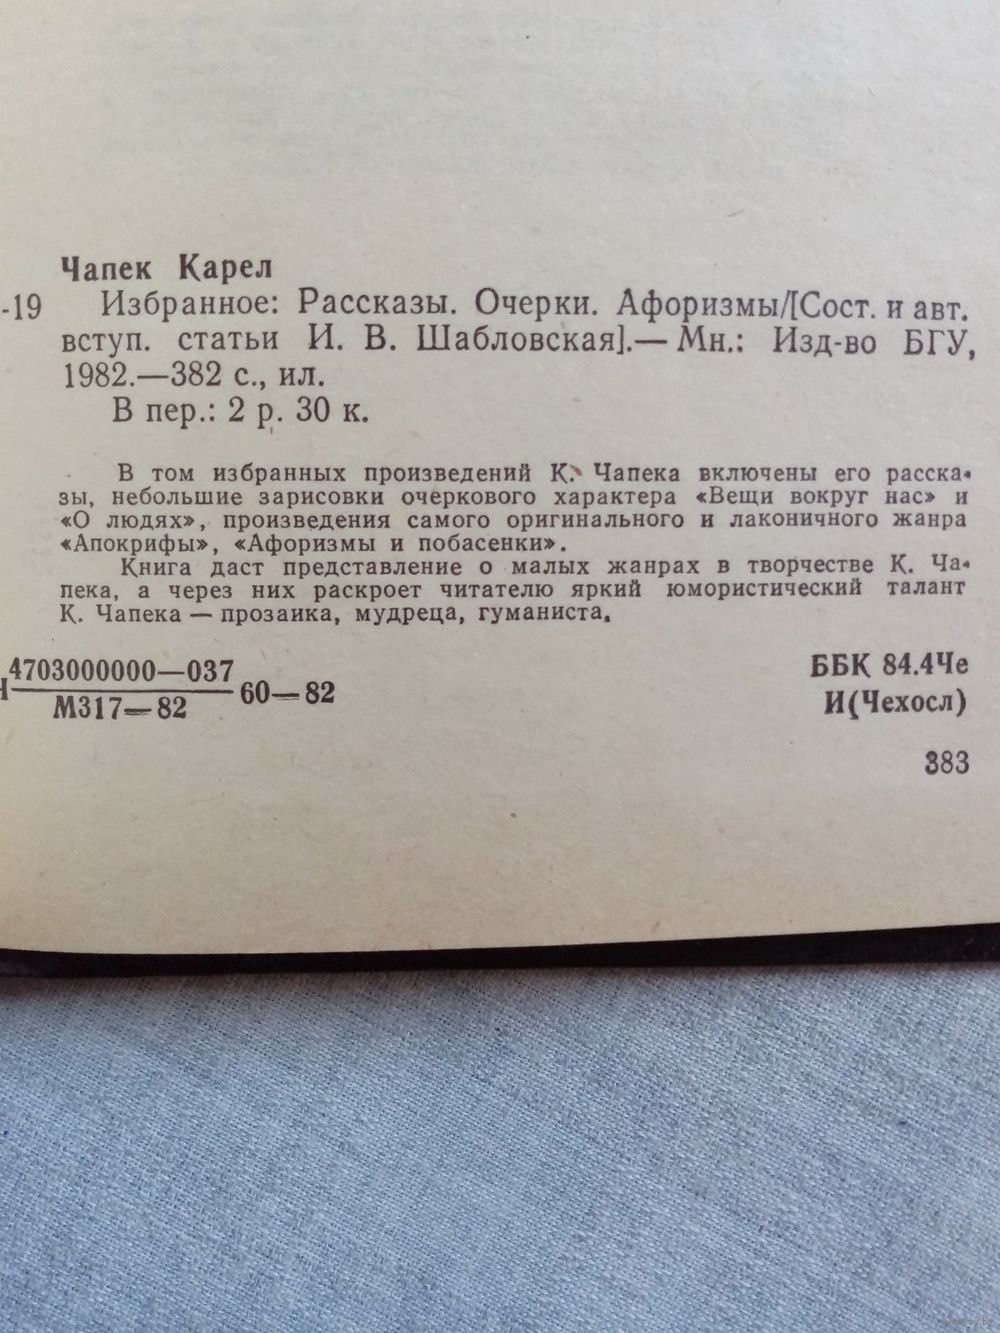 Чапек Карел
-19 Избранное: Рассказы. Очерки. Афоризмы/[Сост. и авт.
вступ. статьи И. В. Шабловская].— Мн.: Изд-во БГУ,
1982.—382 с., ил.
В пер.: 2 р. 30 к.
В том избранных произведений К. Чапека включены его расска-
зы, небольшие зарисовки очеркового характера «Вещи вокруг нас» и
«О людях», произведения самого оригинального и лаконичного жанра
«Апокрифы», «Афоризмы и побасенки».
Книга даст представление о малых жанрах в творчестве К. Ча-
пека, а через них раскроет читателю яркий юмористический талант
К. Чапека — прозаика, мудреца, гуманиста.
4703000000—037
М317—82
60—82
ББК 84.4Че
И(Чехосл)
383